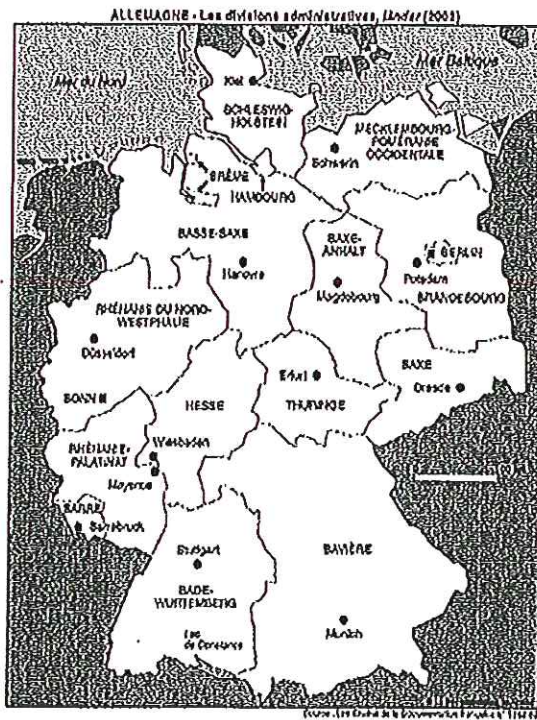 ALLEMAGNE - Les divisions administratives, Länder (2003)
Mer du Nord
Mer Baltique
Kiel
SCHLESWIG-
HOLSTEIN
MECKLEMBOURG-
POMÉRANIE
OCCIDENTALE
Schwerin
BRÊME
HAMBOURG
BASSE-SAXE
Hanovre
SAXE-
ANHALT
Magdebourg
BERLIN
Potsdam
BRANDEBOURG
RHÉNANIE DU NORD-
WESTPHALIE
Düsseldorf
BONN
HESSE
Erfurt
THURINGE
SAXE
Dresde
RHÉNANIE-
PALATINAT
Wiesbaden
Mayence
SARRE
Sarrebruck
Stuttgart
BADE-
WURTEMBERG
Lac
de Constance
BAVIÈRE
Munich